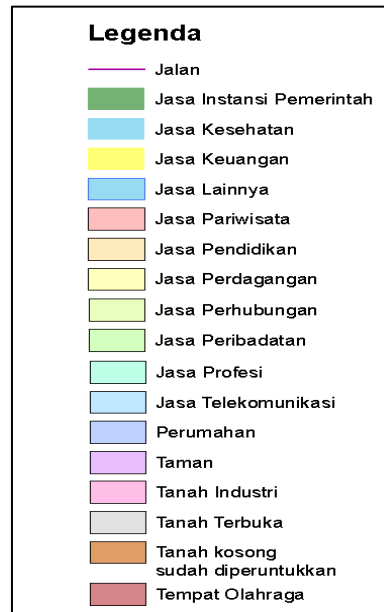 Legenda
Jalan
Jasa Instansi Pemerintah
Jasa Kesehatan
Jasa Keuangan
Jasa Lainnya
Jasa Pariwisata
Jasa Pendidikan
Jasa Perdagangan
Jasa Perhubungan
Jasa Peribadatan
Jasa Profesi
Jasa Telekomunikasi
Perumahan
Taman
Tanah Industri
Tanah Terbuka
Tanah kosong
sudah diperuntukkan
Tempat Olahraga